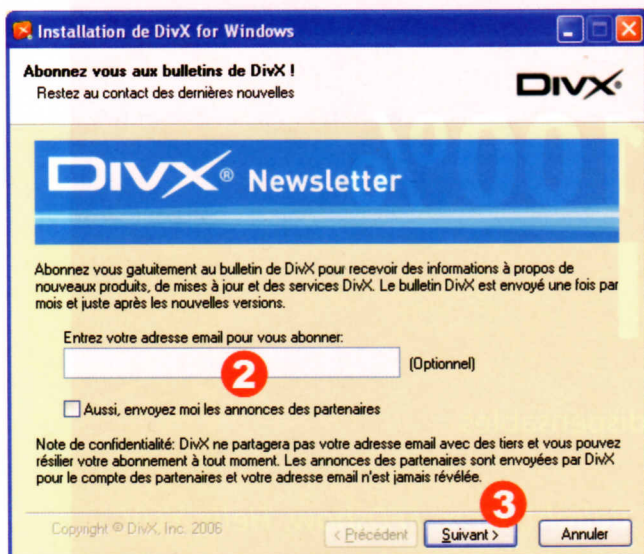 Installation de DivX for Windows
Abonnez vous aux bulletins de DivX !
Restez au contact des dernières nouvelles
DIVX®
DIVX® Newsletter
Abonnez vous gatuitement au bulletin de DivX pour recevoir des informations à propos de
nouveaux produits, de mises à jour et des services DivX. Le bulletin DivX est envoyé une fois par
mois et juste après les nouvelles versions.
Entrez votre adresse email pour vous abonner:
2
(Optionnel)
Aussi, envoyez moi les annonces des partenaires
Note de confidentialité: DivX ne partagera pas votre adresse email avec des tiers et vous pouvez
résilier votre abonnement à tout moment. Les annonces des partenaires sont envoyées par DivX
pour le compte des partenaires et votre adresse email n'est jamais révélée.
3
Copyright © DivX, Inc. 2006
< Précédent
Suivant >
Annuler